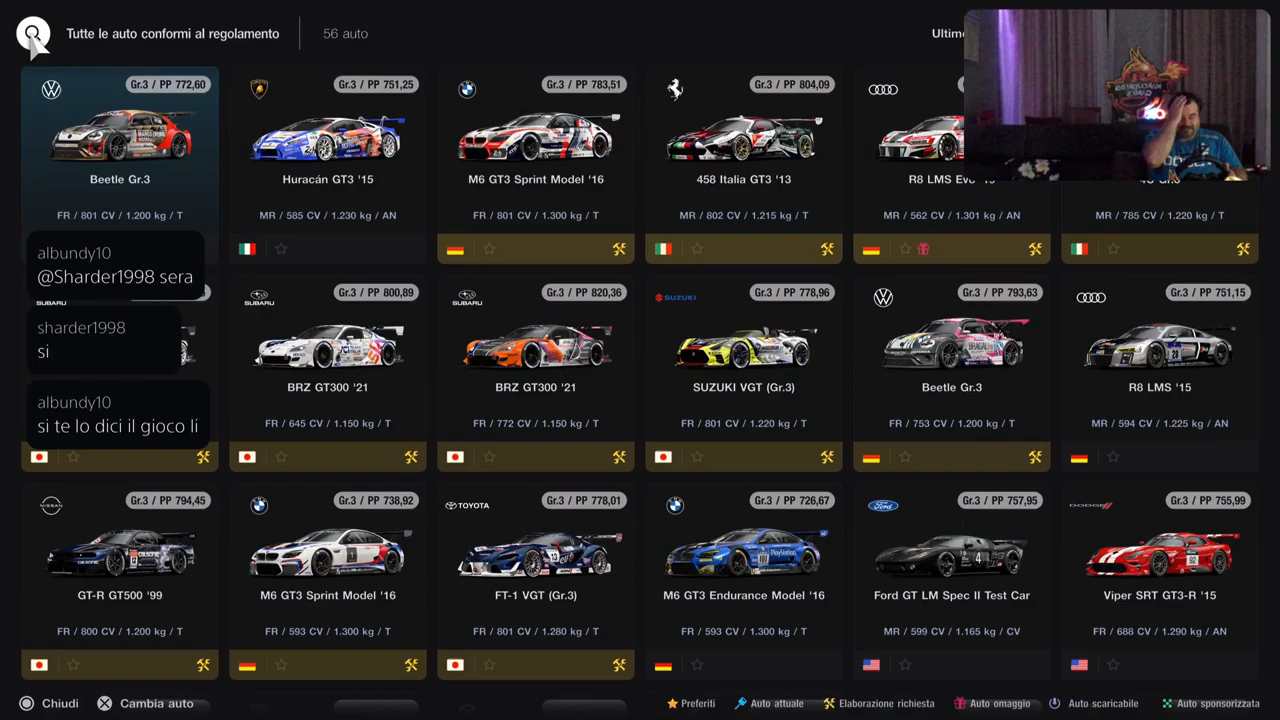 Tutte le auto conformi al regolamento
56 auto
Ultime
Gr.3 / PP 772,60
Beetle Gr.3
FR / 801 CV / 1.200 kg / T
Gr.3 / PP 751,25
Huracán GT3 '15
MR / 585 CV / 1.230 kg / AN
Gr.3 / PP 783,51
M6 GT3 Sprint Model '16
FR / 801 CV / 1.300 kg / T
Gr.3 / PP 804,09
458 Italia GT3 '13
MR / 802 CV / 1.215 kg / T
R8 LMS Evo '19
MR / 562 CV / 1.301 kg / AN
MR / 785 CV / 1.220 kg / T
albundy10
@Sharder1998 sera
sharder1998
si
albundy10
si te lo dici il gioco li
SUBARU
SUBARU
Gr.3 / PP 800,89
BRZ GT300 '21
FR / 645 CV / 1.150 kg / T
SUBARU
Gr.3 / PP 820,36
BRZ GT300 '21
FR / 772 CV / 1.150 kg / T
SUZUKI
Gr.3 / PP 778,96
SUZUKI VGT (Gr.3)
FR / 801 CV / 1.220 kg / T
Gr.3 / PP 793,63
Beetle Gr.3
FR / 753 CV / 1.200 kg / T
Gr.3 / PP 751,15
R8 LMS '15
MR / 594 CV / 1.225 kg / AN
NISSAN
Gr.3 / PP 794,45
GT-R GT500 '99
FR / 800 CV / 1.200 kg / T
Gr.3 / PP 738,92
M6 GT3 Sprint Model '16
FR / 593 CV / 1.300 kg / T
TOYOTA
Gr.3 / PP 778,01
FT-1 VGT (Gr.3)
FR / 801 CV / 1.280 kg / T
Gr.3 / PP 726,67
M6 GT3 Endurance Model '16
FR / 593 CV / 1.300 kg / T
Ford
Gr.3 / PP 757,95
Ford GT LM Spec II Test Car
MR / 599 CV / 1.165 kg / CV
DODGE
Gr.3 / PP 755,99
Viper SRT GT3-R '15
FR / 688 CV / 1.290 kg / AN
Chiudi
Cambia auto
Preferiti
Auto attuale
Elaborazione richiesta
Auto omaggio
Auto scaricabile
Auto sponsorizzata